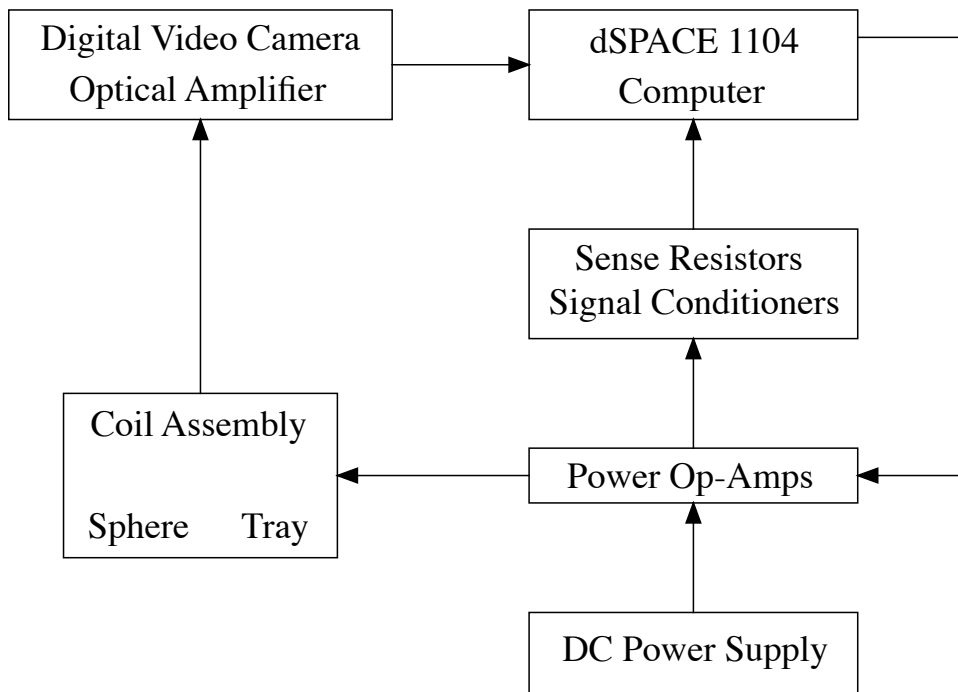 Digital Video Camera
Optical Amplifier
dSPACE 1104
Computer
Sense Resistors
Signal Conditioners
Coil Assembly
Sphere Tray
Power Op-Amps
DC Power Supply